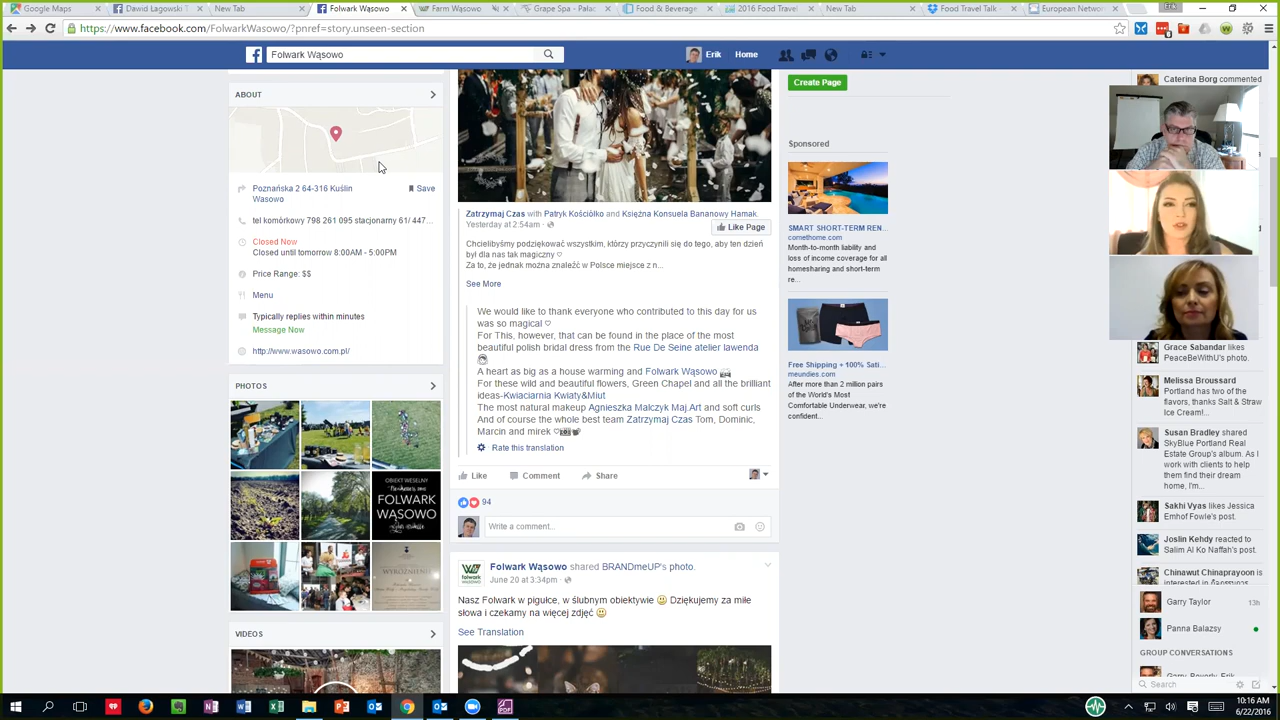 Google Maps
Dawid Łagowski
New Tab
Folwark Wąsowo
Farm Wąsowo
Grape Spa - Pałac
Food & Beverage
2016 Food Travel
New Tab
Food Travel Talk -
European Network
Erik
https://www.facebook.com/FolwarkWasowo/?pnref=story.unseen-section
Folwark Wąsowo
Erik
Home
ABOUT
Poznańska 2 64-316 Kuślin
Wasowo
Save
tel komórkowy 798 261 095 stacjonarny 61/ 447...
Closed Now
Closed until tomorrow 8:00AM - 5:00PM
Price Range: $$
Menu
Typically replies within minutes
Message Now
http://www.wasowo.com.pl/
PHOTOS
OBIEKT WESELNY
FOLWARK
WĄSOWO
VIDEOS
Zatrzymaj Czas with Patryk Kościółko and Księżna Konsuela Bananowy Hamak.
Yesterday at 2:54am
Like Page
Chcielibyśmy podziękować wszystkim, którzy przyczynili się do tego, aby ten dzień
był dla nas tak magiczny ♡
Za to, że jednak można znaleźć w Polsce miejsce z n...
See More
We would like to thank everyone who contributed to this day for us
was so magical ♡
For This, however, that can be found in the place of the most
beautiful polish bridal dress from the Rue De Seine atelier lawenda
A heart as big as a house warming and Folwark Wąsowo
For these wild and beautiful flowers, Green Chapel and all the brilliant
ideas-Kwiaciarnia Kwiaty&Miut
The most natural makeup Agnieszka Malczyk Maj.Art and soft curls
And of course the whole best team Zatrzymaj Czas Tom, Dominic,
Marcin and mirek ♡
Rate this translation
Like
Comment
Share
94
Write a comment...
Folwark Wąsowo shared BRANDmeUP's photo.
folwark
June 20 at 3:34pm
Nasz Folwark w pigułce, w ślubnym obiektywie 🙂 Dziękujemy za miłe
słowa i czekamy na więcej zdjęć 🙂
See Translation
Create Page
Sponsored
SMART SHORT-TERM REN...
comethome.com
Month-to-month liability and
loss of income coverage for all
homesharing and short-term
re...
Free Shipping + 100% Sati...
meundies.com
After more than 2 million pairs
of the World's Most
Comfortable Underwear, we're
confident...
Caterina Borg commented
Grace Sabandar likes
PeaceBeWithU's photo.
Melissa Broussard
Portland has two of the
flavors, thanks Salt & Straw
Ice Cream!...
Susan Bradley shared
SkyBlue Portland Real
Estate Group's album. As I
work with clients to help
them find their dream
home, I'm...
Sakhi Vyas likes Jessica
Emhof Fowle's post.
Joslin Kehdy reacted to
Salim Al Ko Naffah's post.
Chinawut Chinaprayoon is
Garry Taylor
13h
Panna Balazsy
GROUP CONVERSATIONS
Garry, Beverly, Erik
Search
10:16 AM
6/22/2016